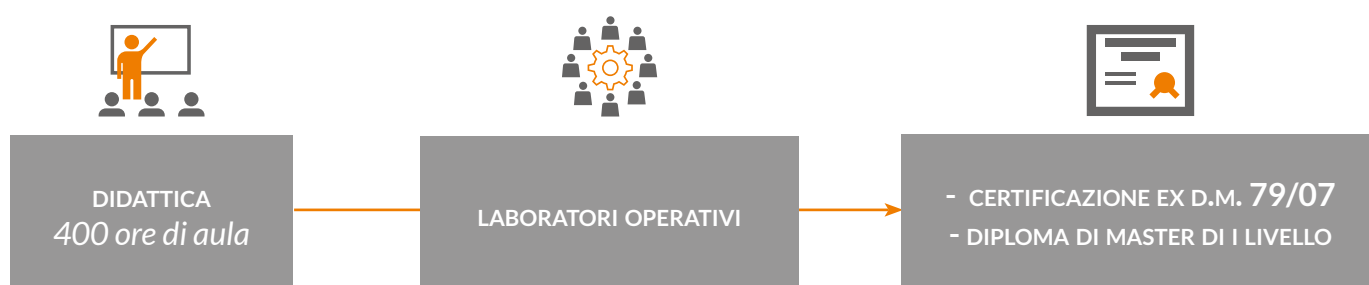 DIDATTICA
400 ore di aula
LABORATORI OPERATIVI
- CERTIFICAZIONE EX D.M. 79/07
- DIPLOMA DI MASTER DI I LIVELLO